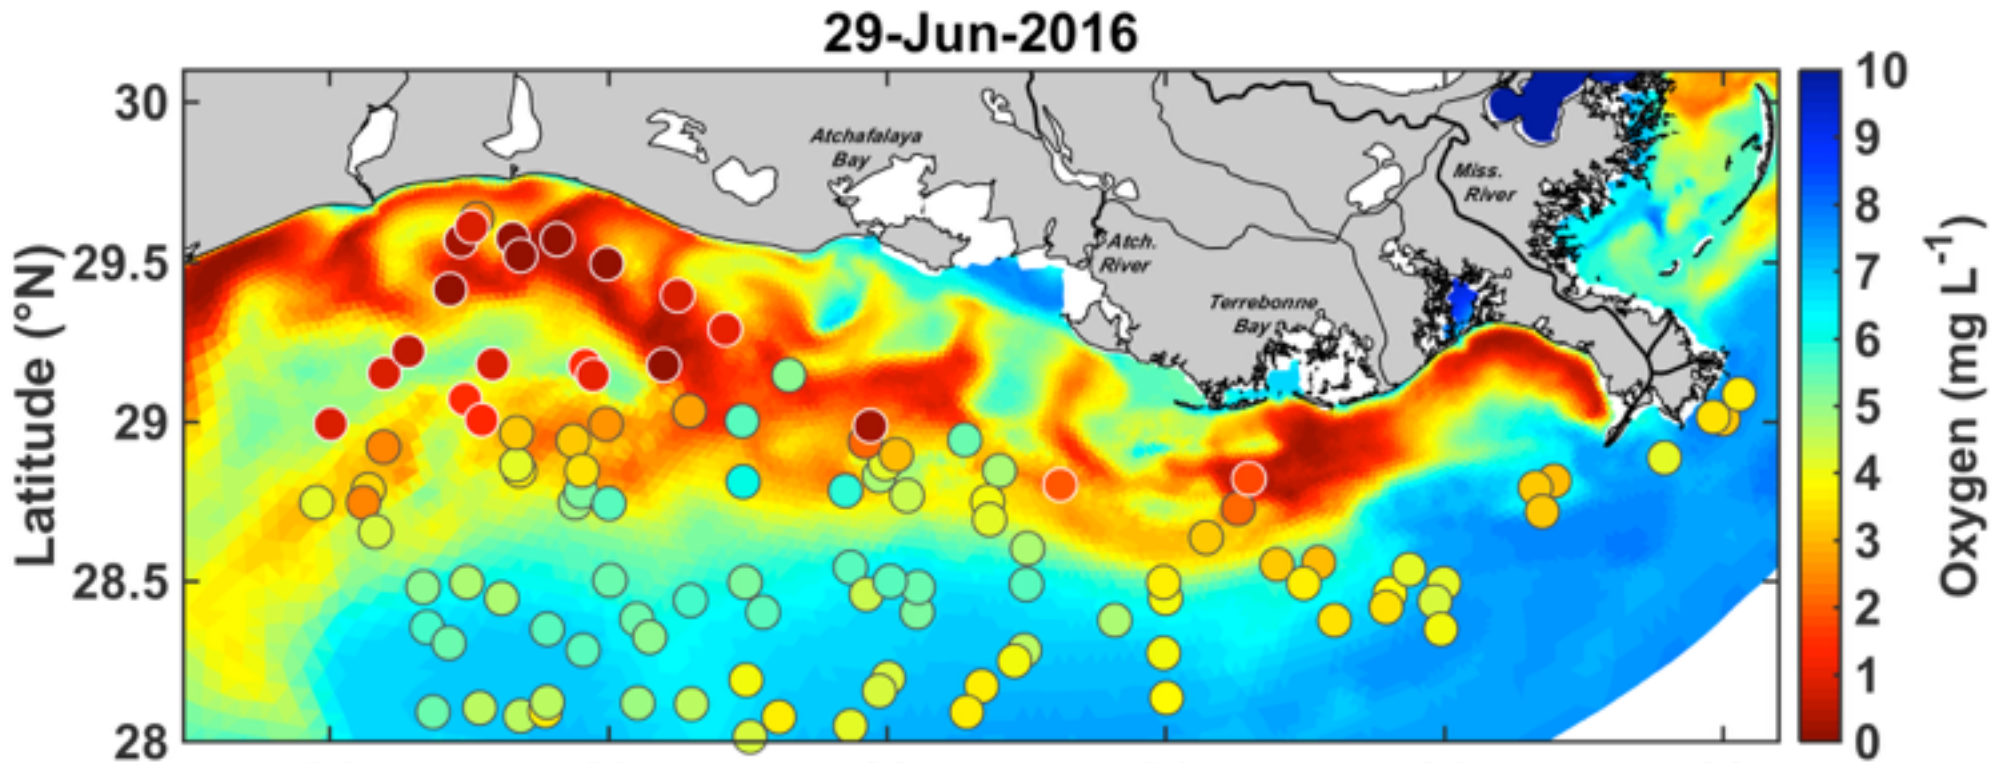 29-Jun-2016
30
29.5
29
28.5
28
Latitude (°N)
Atchafalaya
Bay
Atch.
River
Terrebonne
Bay
Miss.
River
10
9
8
7
6
5
4
3
2
1
0
Oxygen (mg L-1)